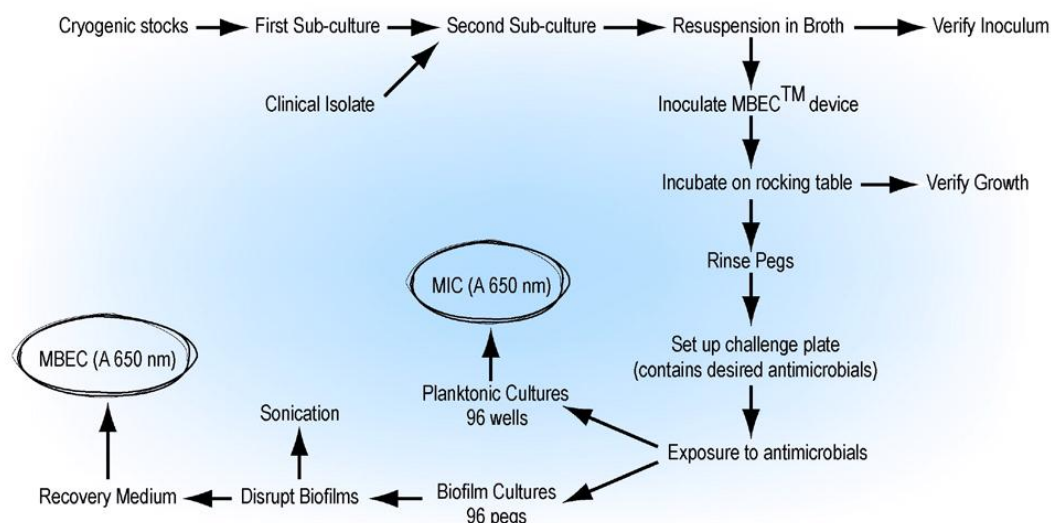 Cryogenic stocks
First Sub-culture
Second Sub-culture
Resuspension in Broth
Verify Inoculum
Clinical Isolate
Inoculate MBEC™ device
Incubate on rocking table
Verify Growth
Rinse Pegs
MIC (A 650 nm)
MBEC (A 650 nm)
Set up challenge plate
(contains desired antimicrobials)
Planktonic Cultures
96 wells
Sonication
Exposure to antimicrobials
Recovery Medium
Disrupt Biofilms
Biofilm Cultures
96 pegs